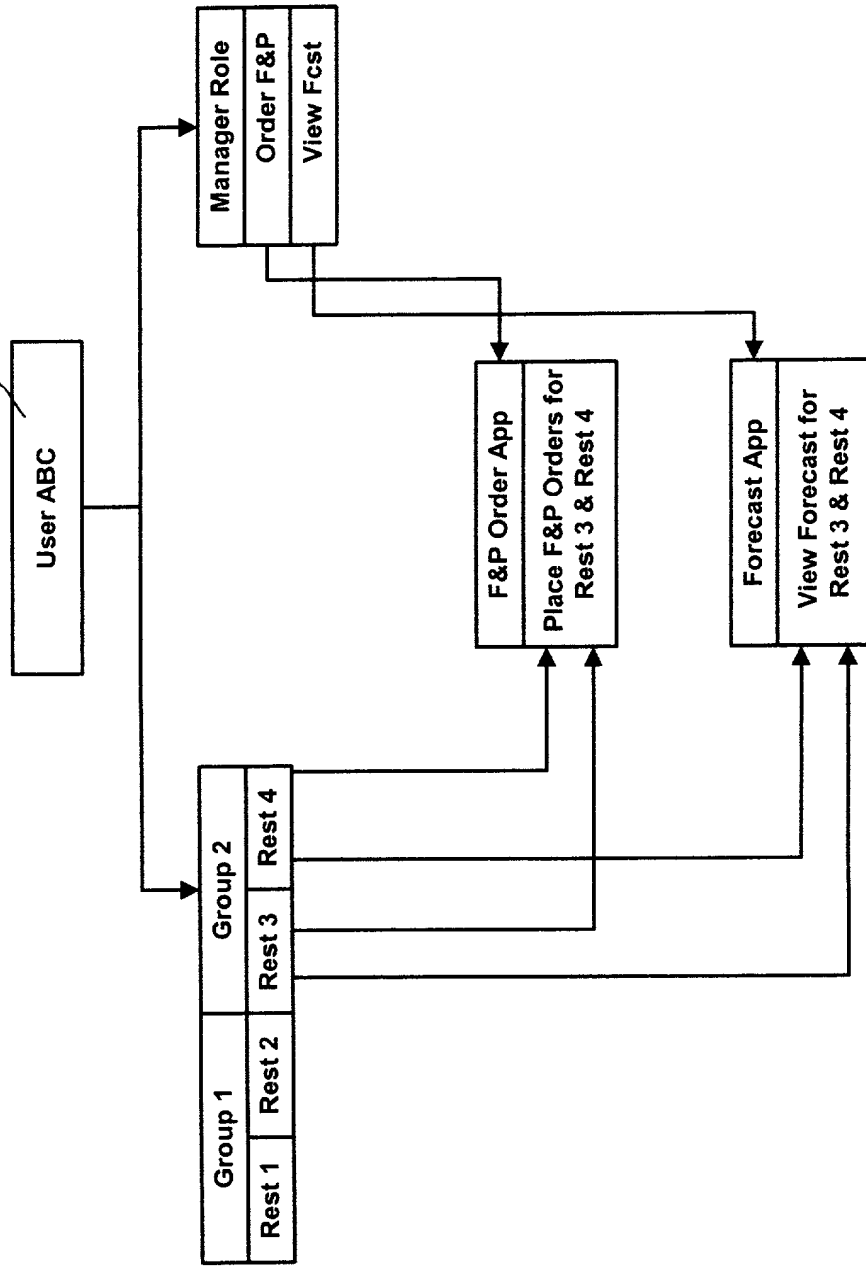 User ABC
Group 1
Group 2
Rest 1
Rest 2
Rest 3
Rest 4
Manager Role
Order F&P
View Fcst
F&P Order App
Place F&P Orders for
Rest 3 & Rest 4
Forecast App
View Forecast for
Rest 3 & Rest 4